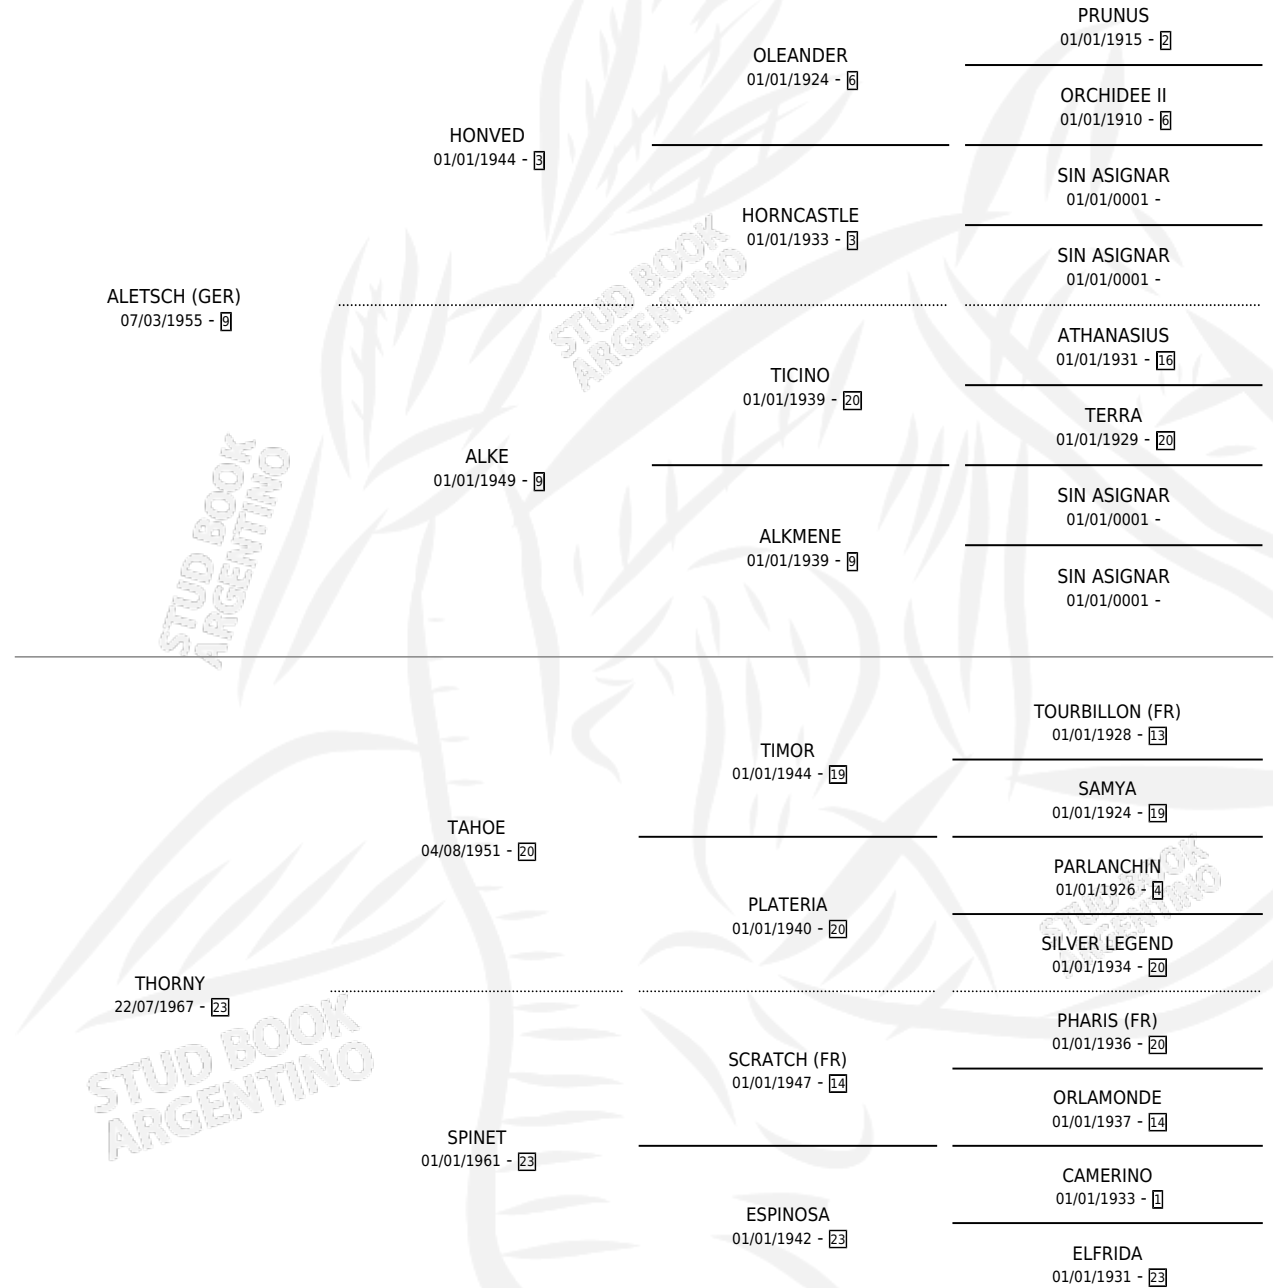 PRUNUS
01/01/1915 - 2
OLEANDER
01/01/1924 - 6
ORCHIDEE II
01/01/1910 - 6
HONVED
01/01/1944 - 3
SIN ASIGNAR
01/01/0001 -
HORNCASTLE
01/01/1933 - 3
SIN ASIGNAR
01/01/0001 -
ALETSCH (GER)
07/03/1955 - 9
ATHANASIUS
01/01/1931 - 16
TICINO
01/01/1939 - 20
TERRA
01/01/1929 - 20
ALKE
01/01/1949 - 9
SIN ASIGNAR
01/01/0001 -
ALKMENE
01/01/1939 - 9
SIN ASIGNAR
01/01/0001 -
STUD BOOK
ARGENTINO
STUD BOOK
ARGENTINO
TOURBILLON (FR)
01/01/1928 - 13
TIMOR
01/01/1944 - 19
SAMYA
01/01/1924 - 19
TAHOE
04/08/1951 - 20
PARLANCHIN
01/01/1926 - 4
PLATERIA
01/01/1940 - 20
SILVER LEGEND
01/01/1934 - 20
THORNY
22/07/1967 - 23
PHARIS (FR)
01/01/1936 - 20
SCRATCH (FR)
01/01/1947 - 14
ORLAMONDE
01/01/1937 - 14
SPINET
01/01/1961 - 23
CAMERINO
01/01/1933 - 1
ESPINOSA
01/01/1942 - 23
ELFRIDA
01/01/1931 - 23
STUD BOOK
ARGENTINO
STUD BOOK
ARGENTINO